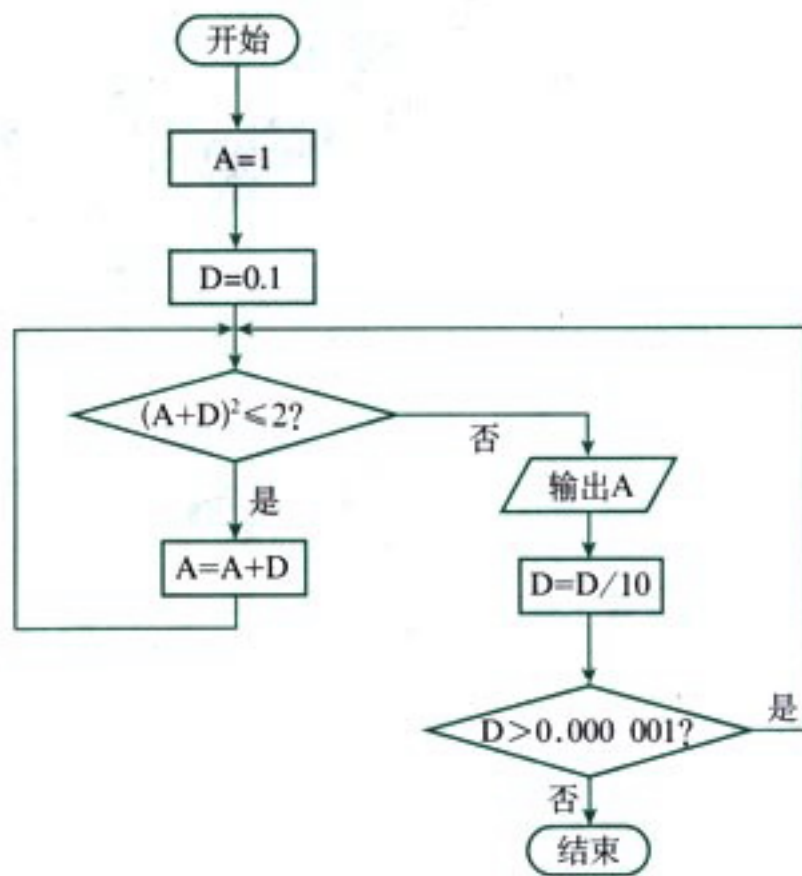 开始
A=1
D=0.1
(A+D)²≤2?
否
是
输出A
A=A+D
D=D/10
D>0.000 001?
是
否
结束